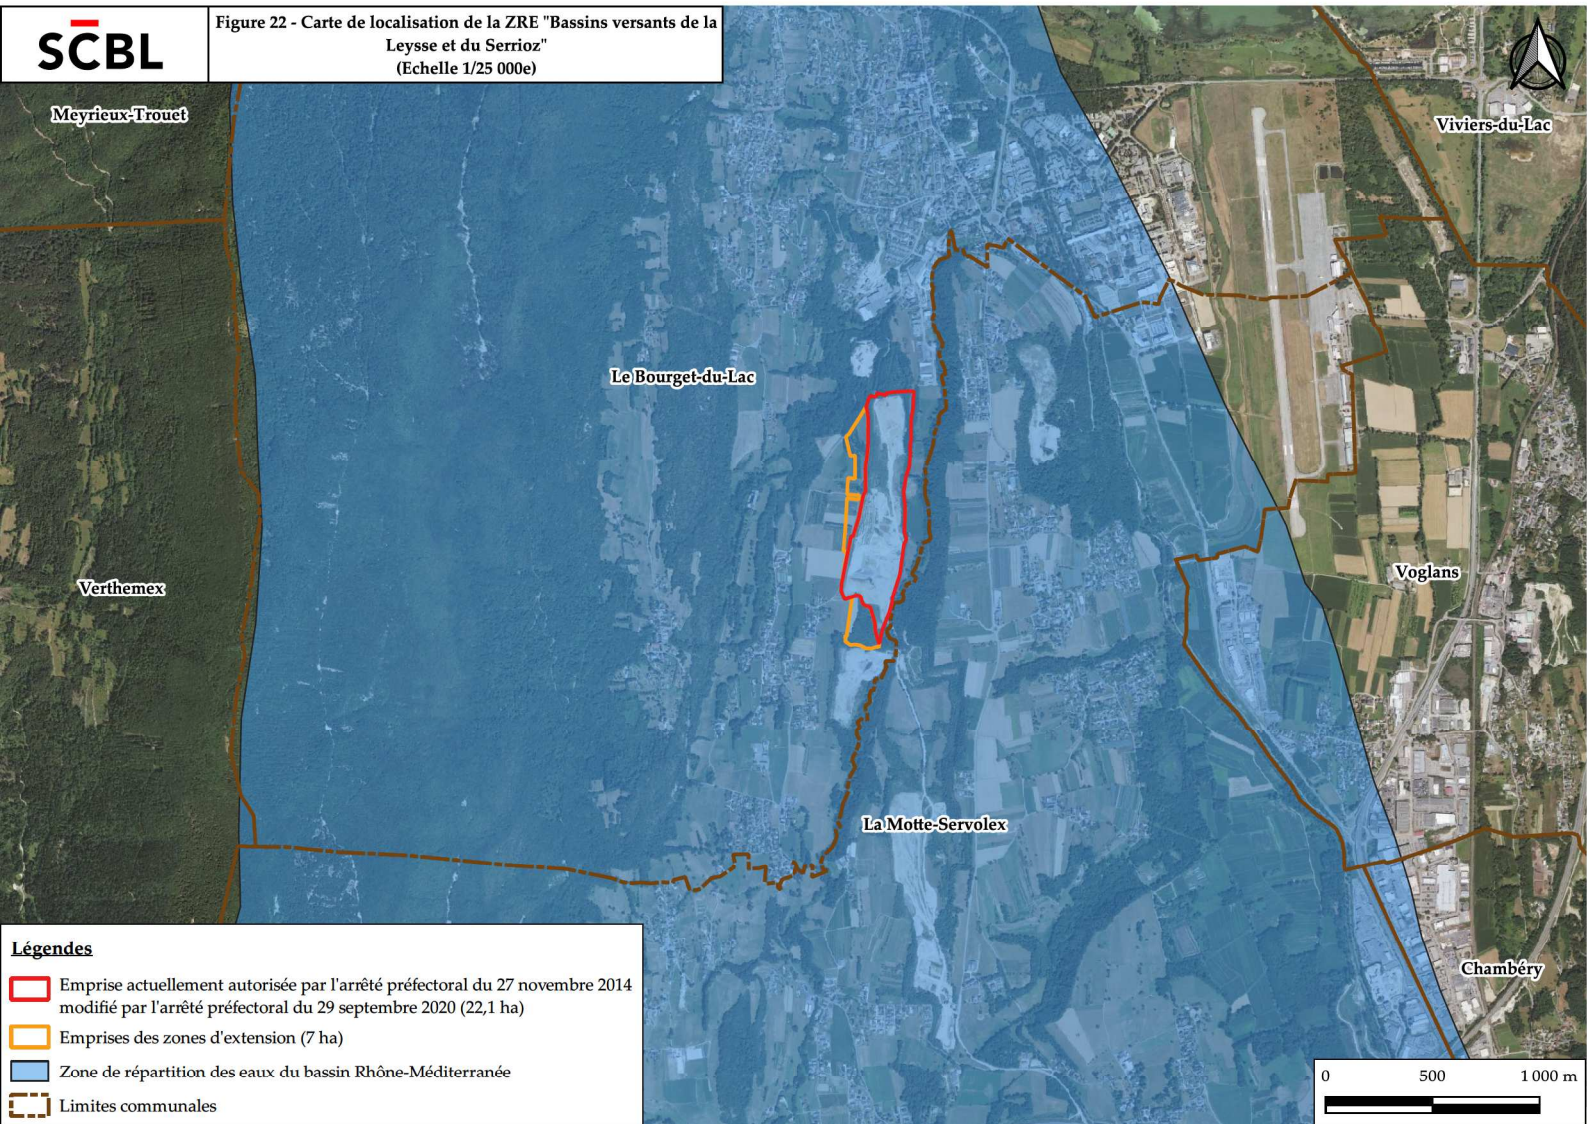 SCBL
Figure 22 - Carte de localisation de la ZRE "Bassins versants de la
Leysse et du Serrioz"
(Echelle 1/25 000e)
Meyrieux-Trouet
Viviers-du-Lac
Le Bourget-du-Lac
Verthemex
Voglans
La Motte-Servolex
Chambéry
Légendes
Emprise actuellement autorisée par l'arrêté préfectoral du 27 novembre 2014
modifié par l'arrêté préfectoral du 29 septembre 2020 (22,1 ha)
Emprises des zones d'extension (7 ha)
Zone de répartition des eaux du bassin Rhône-Méditerranée
Limites communales
0 500 1 000 m